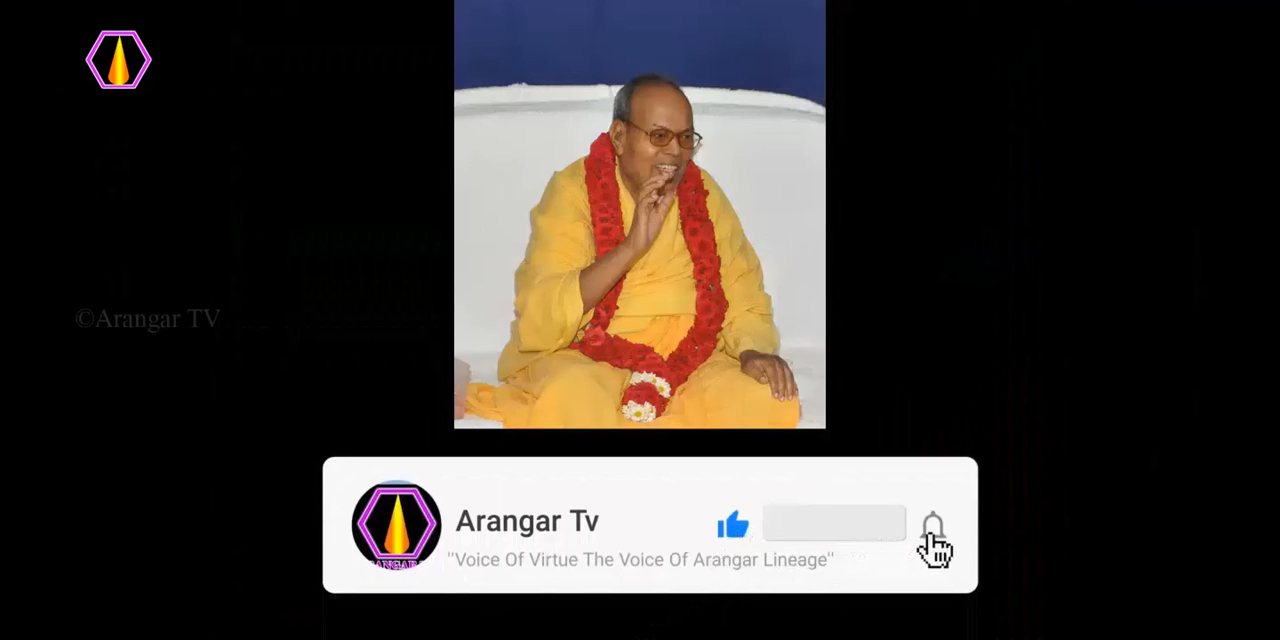 ©Arangar TV
Arangar Tv
"Voice Of Virtue The Voice Of Arangar Lineage"